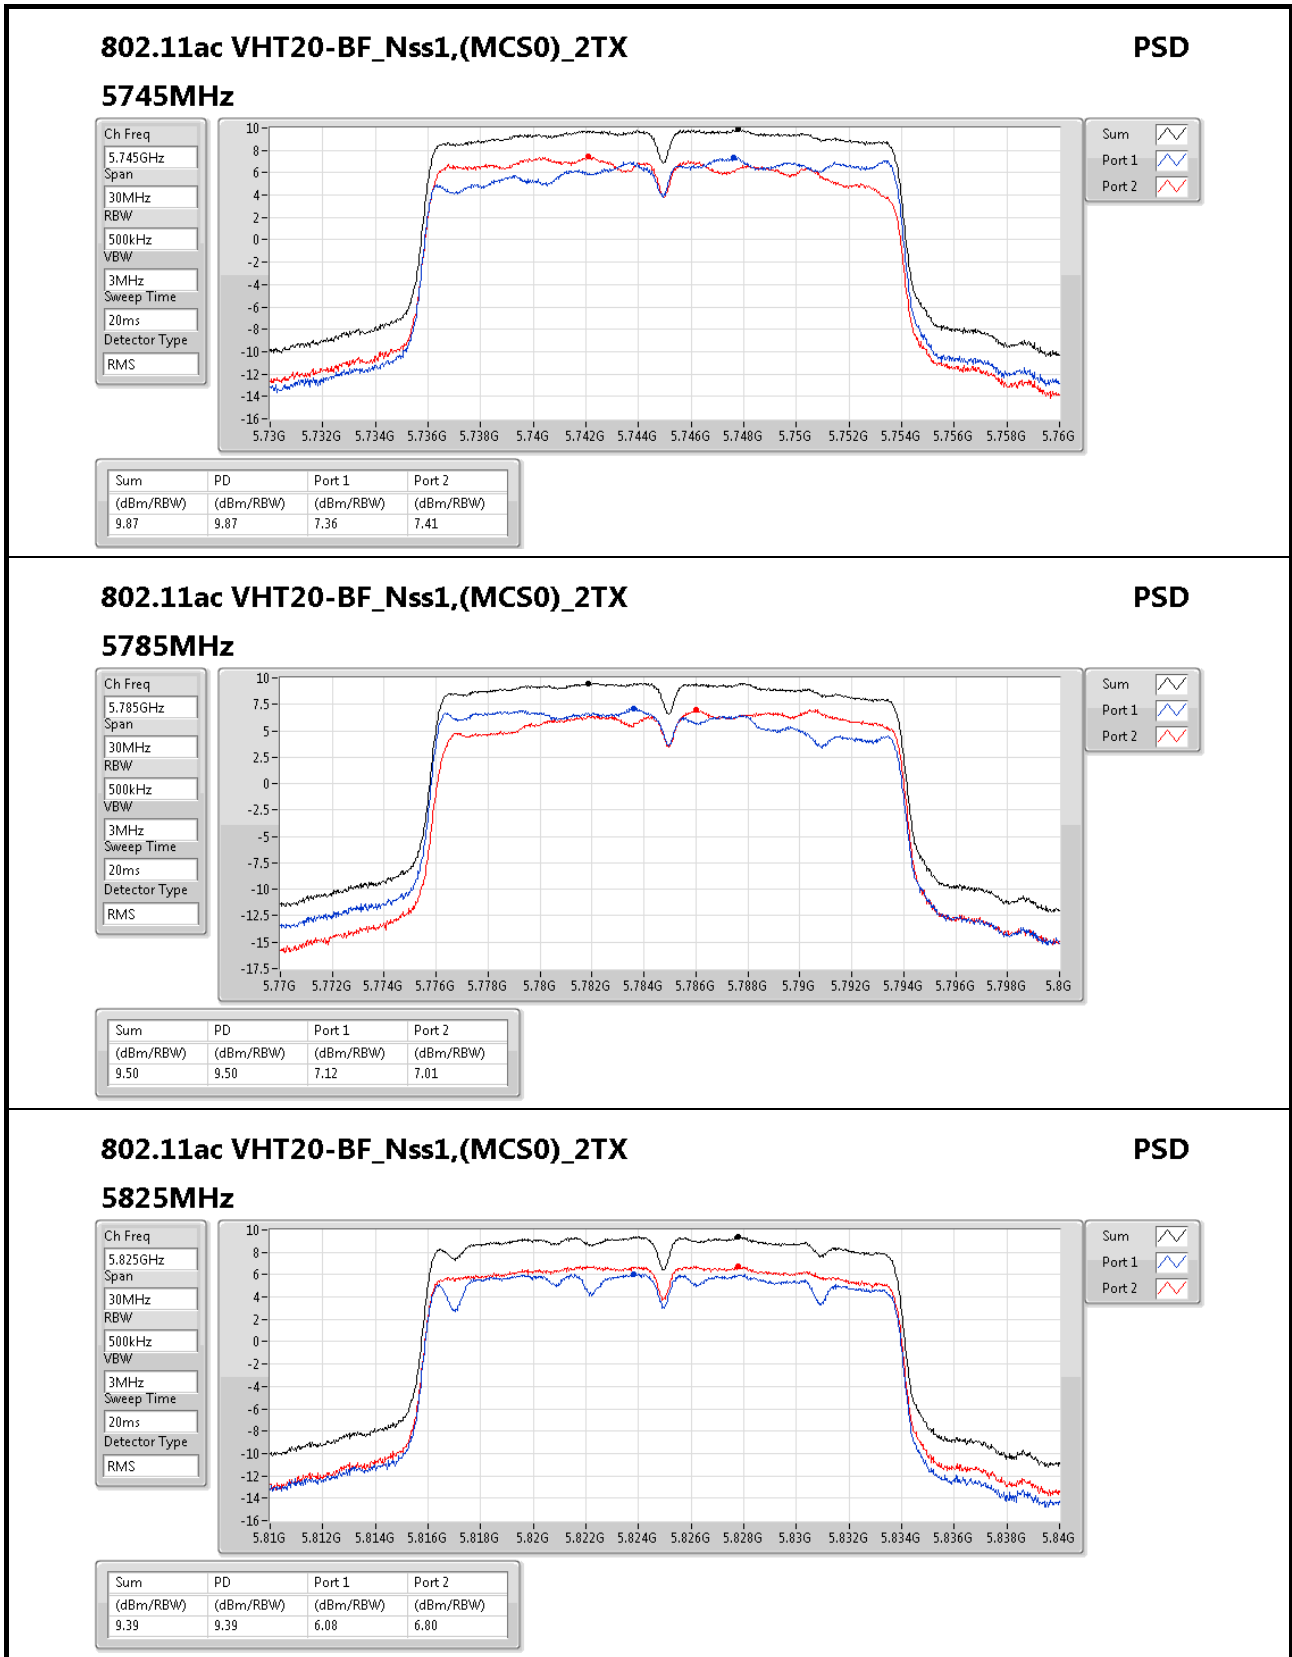 802.11ac VHT20-BF_Nss1,(MCS0)_2TX PSD
5745MHz
Ch Freq
5.745GHz
Span
30MHz
RBW
500kHz
VBW
3MHz
Sweep Time
20ms
Detector Type
RMS
10
8
6
4
2
0
-2
-4
-6
-8
-10
-12
-14
-16
5.73G 5.732G 5.734G 5.736G 5.738G 5.74G 5.742G 5.744G 5.746G 5.748G 5.75G 5.752G 5.754G 5.756G 5.758G 5.76G
Sum
Port 1
Port 2
Sum PD Port 1 Port 2
(dBm/RBW) (dBm/RBW) (dBm/RBW) (dBm/RBW)
9.87 9.87 7.36 7.41
802.11ac VHT20-BF_Nss1,(MCS0)_2TX PSD
5785MHz
Ch Freq
5.785GHz
Span
30MHz
RBW
500kHz
VBW
3MHz
Sweep Time
20ms
Detector Type
RMS
10
7.5
5
2.5
0
-2.5
-5
-7.5
-10
-12.5
-15
-17.5
5.77G 5.772G 5.774G 5.776G 5.778G 5.78G 5.782G 5.784G 5.786G 5.788G 5.79G 5.792G 5.794G 5.796G 5.798G 5.8G
Sum
Port 1
Port 2
Sum PD Port 1 Port 2
(dBm/RBW) (dBm/RBW) (dBm/RBW) (dBm/RBW)
9.50 9.50 7.12 7.01
802.11ac VHT20-BF_Nss1,(MCS0)_2TX PSD
5825MHz
Ch Freq
5.825GHz
Span
30MHz
RBW
500kHz
VBW
3MHz
Sweep Time
20ms
Detector Type
RMS
10
8
6
4
2
0
-2
-4
-6
-8
-10
-12
-14
-16
5.81G 5.812G 5.814G 5.816G 5.818G 5.82G 5.822G 5.824G 5.826G 5.828G 5.83G 5.832G 5.834G 5.836G 5.838G 5.84G
Sum
Port 1
Port 2
Sum PD Port 1 Port 2
(dBm/RBW) (dBm/RBW) (dBm/RBW) (dBm/RBW)
9.39 9.39 6.08 6.80